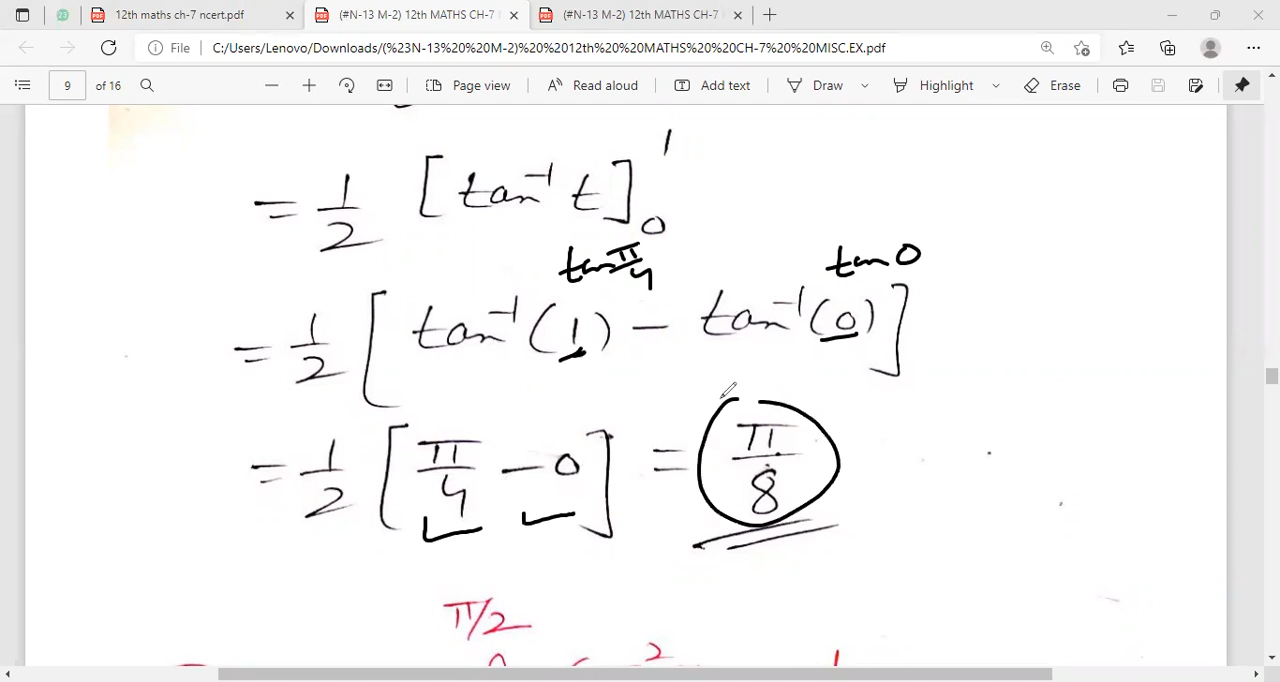 12th maths ch-7 ncert.pdf
(#N-13 M-2) 12th MATHS CH-7
(#N-13 M-2) 12th MATHS CH-7
File C:/Users/Lenovo/Downloads/(%23N-13%20%20M-2)%20%2012th%20%20MATHS%20%20CH-7%20%20MISC.EX.pdf
9 of 16 Page view Read aloud Add text Draw Highlight Erase
= 1/2 [tan⁻¹ t]₀¹
tan π/4 tan 0
= 1/2 [tan⁻¹(1) − tan⁻¹(0)]
= 1/2 [π/4 − 0] = π/8
π/2